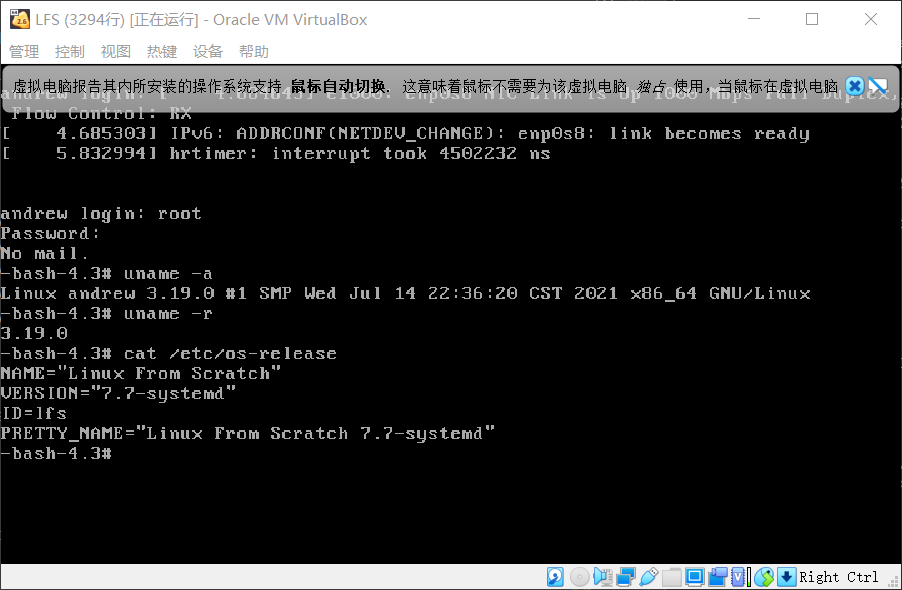 LFS (3294行) [正在运行] - Oracle VM VirtualBox
管理 控制 视图 热键 设备 帮助
虚拟电脑报告其内所安装的操作系统支持 鼠标自动切换. 这意味着鼠标不需要为该虚拟电脑 独占 使用，当鼠标在虚拟电脑
Flow Control: RX
[    4.685303] IPv6: ADDRCONF(NETDEV_CHANGE): enp0s8: link becomes ready
[    5.832994] hrtimer: interrupt took 4502232 ns
andrew login: root
Password:
No mail.
-bash-4.3# uname -a
Linux andrew 3.19.0 #1 SMP Wed Jul 14 22:36:20 CST 2021 x86_64 GNU/Linux
-bash-4.3# uname -r
3.19.0
-bash-4.3# cat /etc/os-release
NAME="Linux From Scratch"
VERSION="7.7-systemd"
ID=lfs
PRETTY_NAME="Linux From Scratch 7.7-systemd"
-bash-4.3#
Right Ctrl